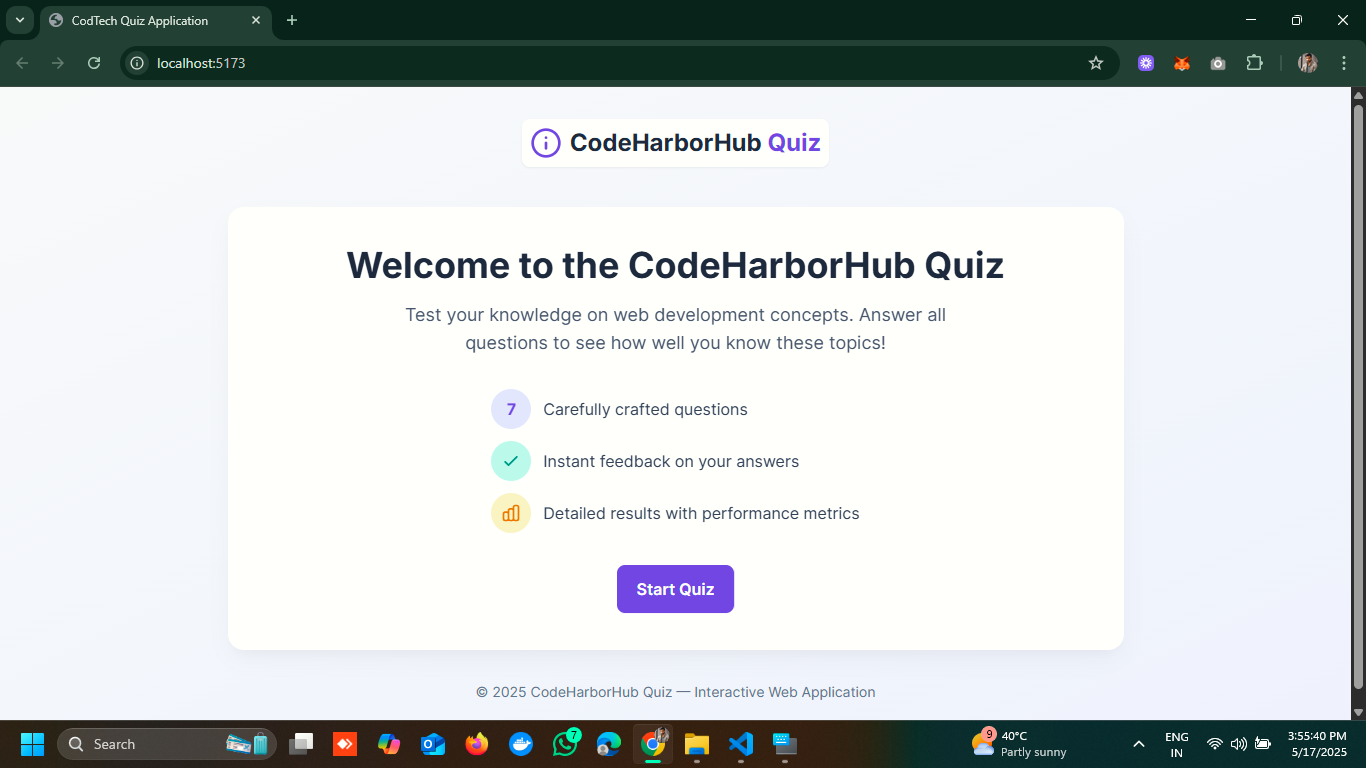 CodTech Quiz Application
localhost:5173
CodeHarborHub Quiz
Welcome to the CodeHarborHub Quiz
Test your knowledge on web development concepts. Answer all
questions to see how well you know these topics!
7 Carefully crafted questions
Instant feedback on your answers
Detailed results with performance metrics
Start Quiz
© 2025 CodeHarborHub Quiz — Interactive Web Application
Search
7
9
40°C
Partly sunny
ENG
IN
3:55:40 PM
5/17/2025